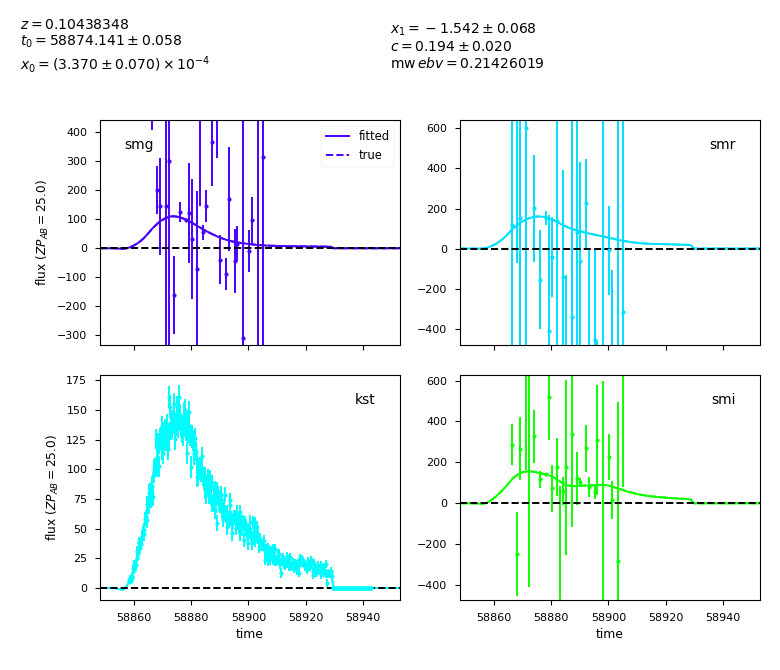 z = 0.10438348
t₀ = 58874.141 ± 0.058
x₀ = (3.370 ± 0.070) × 10⁻⁴
x₁ = −1.542 ± 0.068
c = 0.194 ± 0.020
mw ebv = 0.21426019
smg
fitted
true
400
300
200
100
0
−100
−200
−300
flux (ZP_AB = 25.0)
smr
600
400
200
0
−200
−400
kst
175
150
125
100
75
50
25
0
flux (ZP_AB = 25.0)
58860 58880 58900 58920 58940
time
smi
600
400
200
0
−200
−400
58860 58880 58900 58920 58940
time